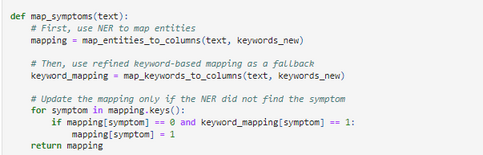 def map_symptoms(text):
    # First, use NER to map entities
    mapping = map_entities_to_columns(text, keywords_new)

    # Then, use refined keyword-based mapping as a fallback
    keyword_mapping = map_keywords_to_columns(text, keywords_new)

    # Update the mapping only if the NER did not find the symptom
    for symptom in mapping.keys():
        if mapping[symptom] == 0 and keyword_mapping[symptom] == 1:
            mapping[symptom] = 1
    return mapping